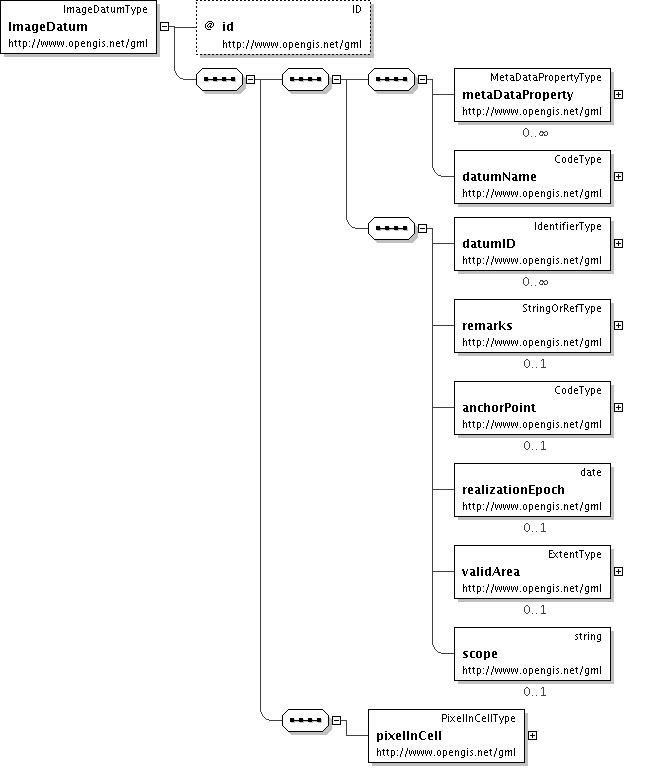 ImageDatumType
ImageDatum
http://www.opengis.net/gml
ID
@ id
http://www.opengis.net/gml
MetaDataPropertyType
metaDataProperty
http://www.opengis.net/gml
0..∞
CodeType
datumName
http://www.opengis.net/gml
IdentifierType
datumID
http://www.opengis.net/gml
0..∞
StringOrRefType
remarks
http://www.opengis.net/gml
0..1
CodeType
anchorPoint
http://www.opengis.net/gml
0..1
date
realizationEpoch
http://www.opengis.net/gml
0..1
ExtentType
validArea
http://www.opengis.net/gml
0..1
string
scope
http://www.opengis.net/gml
0..1
PixelInCellType
pixelInCell
http://www.opengis.net/gml